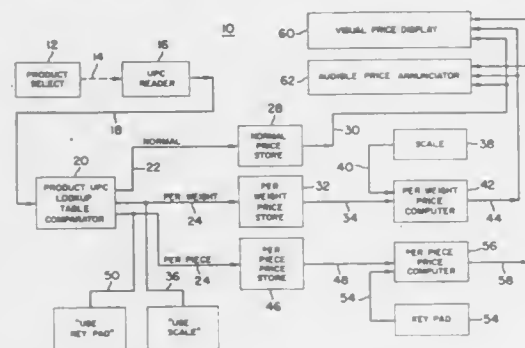 10
12
14
16
PRODUCT
SELECT
UPC
READER
18
60
VISUAL PRICE DISPLAY
62
AUDIBLE PRICE ANNUNCIATOR
20
PRODUCT UPC
LOOKUP
TABLE
COMPARATOR
NORMAL
22
28
NORMAL
PRICE
STORE
30
SCALE
38
40
PER WEIGHT
24
32
PER
WEIGHT
PRICE STORE
34
PER WEIGHT
PRICE
COMPUTER
42
44
PER PIECE
24
PER
PIECE
PRICE
STORE
46
48
PER PIECE
PRICE
COMPUTER
56
58
54
KEY PAD
54
50
36
"USE
KEY PAD"
"USE
SCALE"